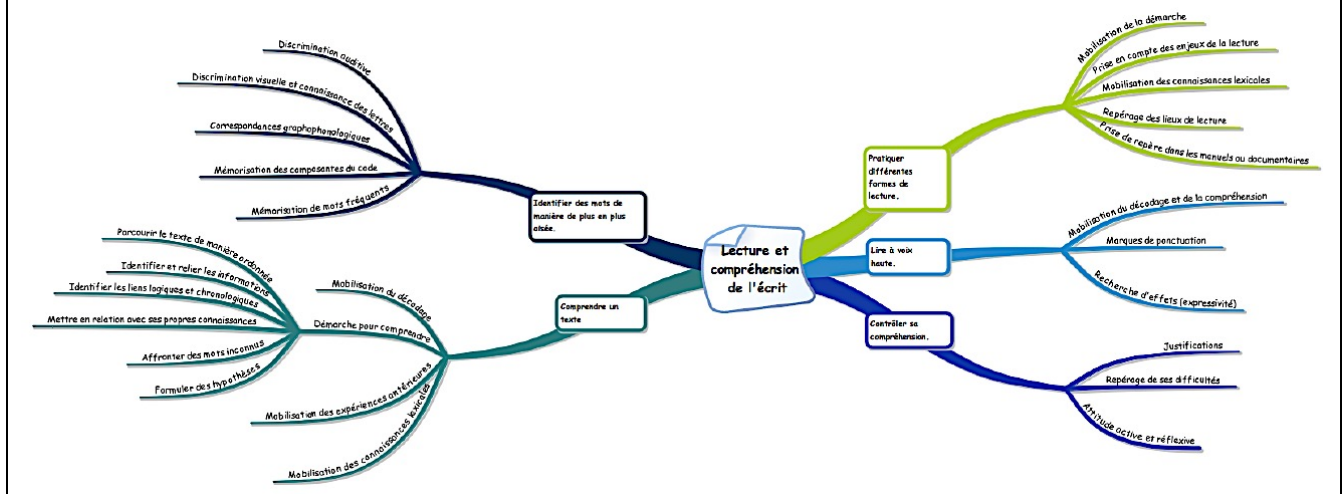 Lecture et
compréhension
de l'écrit
Identifier des mots de
manière de plus en plus
aisée.
Discrimination auditive
Discrimination visuelle et connaissance des lettres
Correspondances graphophonologiques
Mémorisation des composantes du code
Mémorisation de mots fréquents
Comprendre un
texte
Mobilisation du décodage
Démarche pour comprendre
Parcourir le texte de manière ordonnée
Identifier et relier les informations
Identifier les liens logiques et chronologiques
Mettre en relation avec ses propres connaissances
Affronter des mots inconnus
Formuler des hypothèses
Mobilisation des expériences antérieures
Mobilisation des connaissances lexicales
Pratiquer
différentes
formes de
lecture.
Mobilisation de la démarche
Prise en compte des enjeux de la lecture
Mobilisation des connaissances lexicales
Repérage des lieux de lecture
Prise de repère dans les manuels ou documentaires
Lire à voix
haute.
Mobilisation du décodage et de la compréhension
Marques de ponctuation
Recherche d'effets (expressivité)
Contrôler sa
compréhension.
Justifications
Repérage de ses difficultés
Attitude active et réflexive